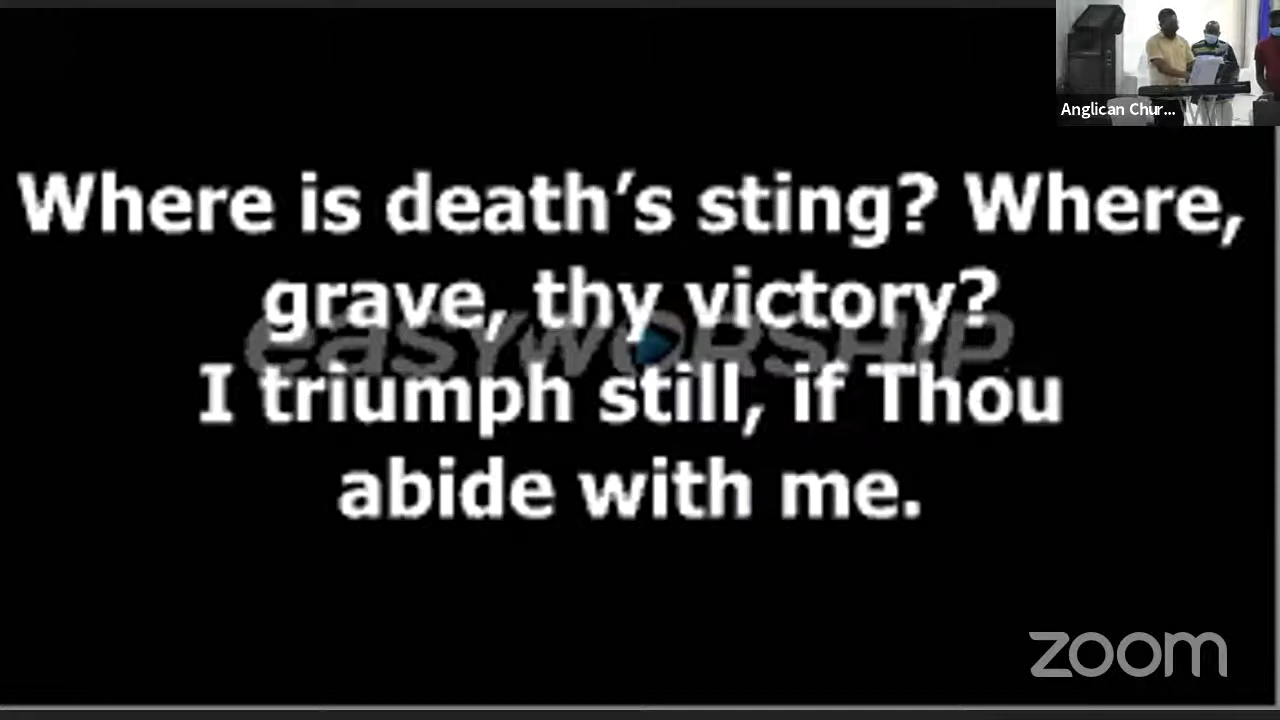 Anglican Chur...
Where is death's sting? Where,
grave, thy victory?
easyworship
I triumph still, if Thou
abide with me.
zoom